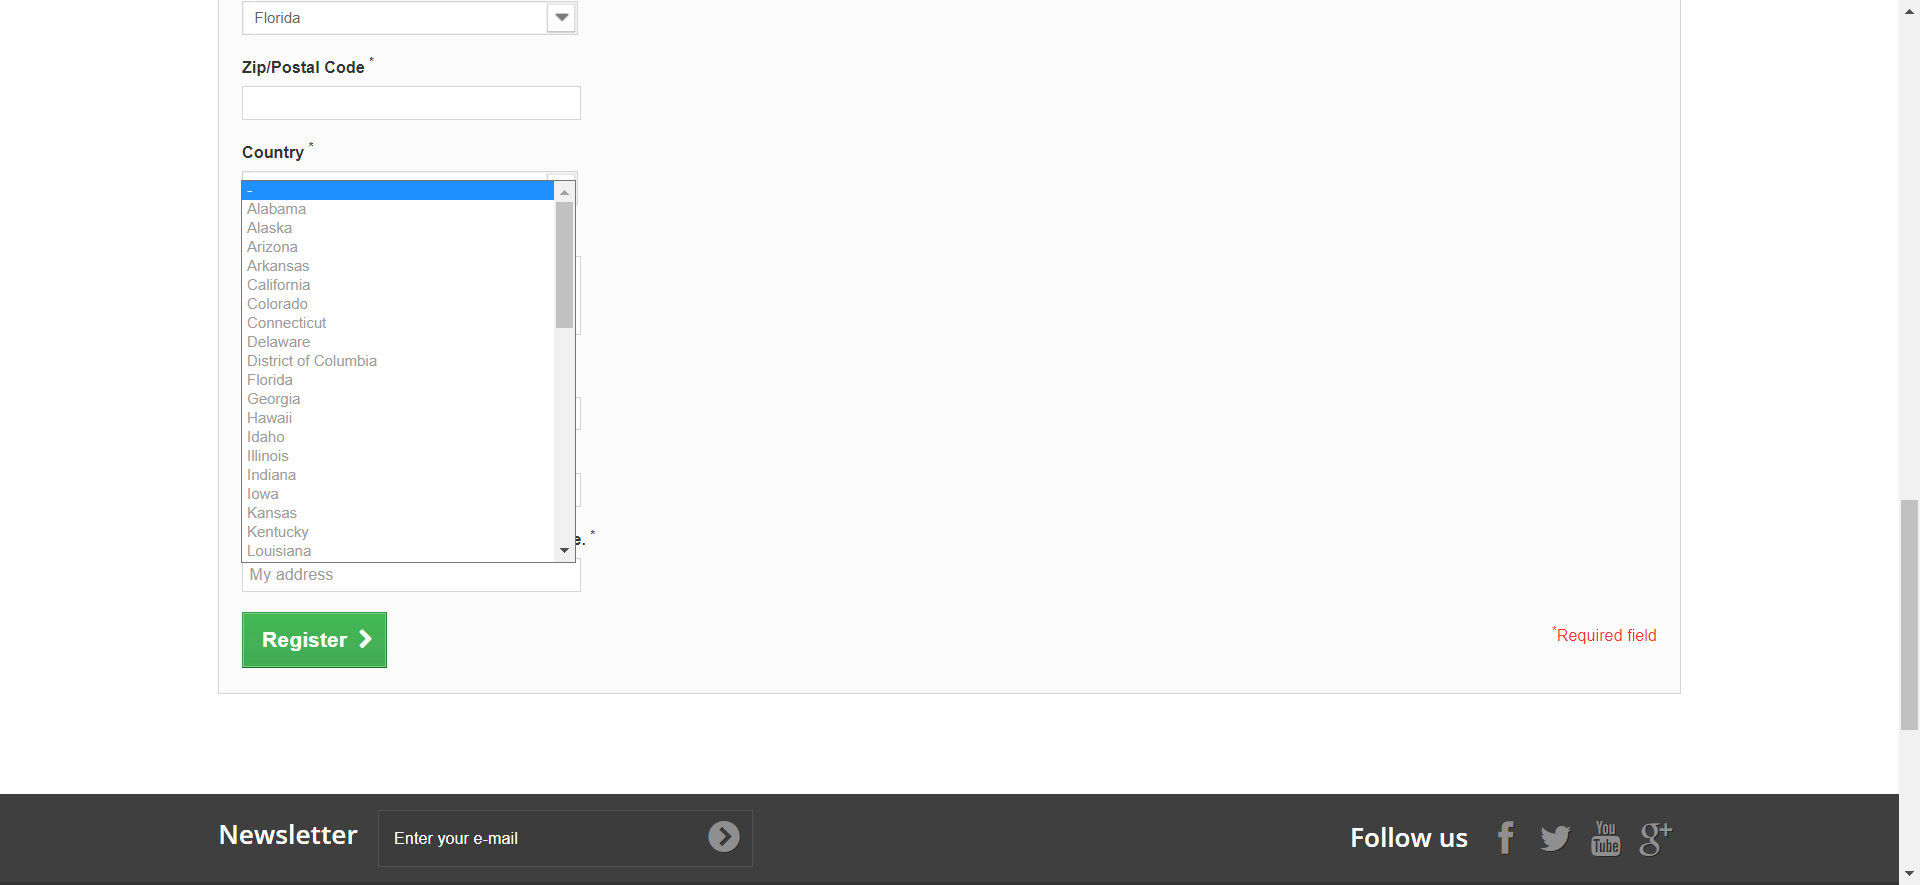 Florida
Zip/Postal Code *
Country *
-
Alabama
Alaska
Arizona
Arkansas
California
Colorado
Connecticut
Delaware
District of Columbia
Florida
Georgia
Hawaii
Idaho
Illinois
Indiana
Iowa
Kansas
Kentucky
Louisiana
e. *
My address
Register
*Required field
Newsletter
Enter your e-mail
Follow us
You
Tube
g+